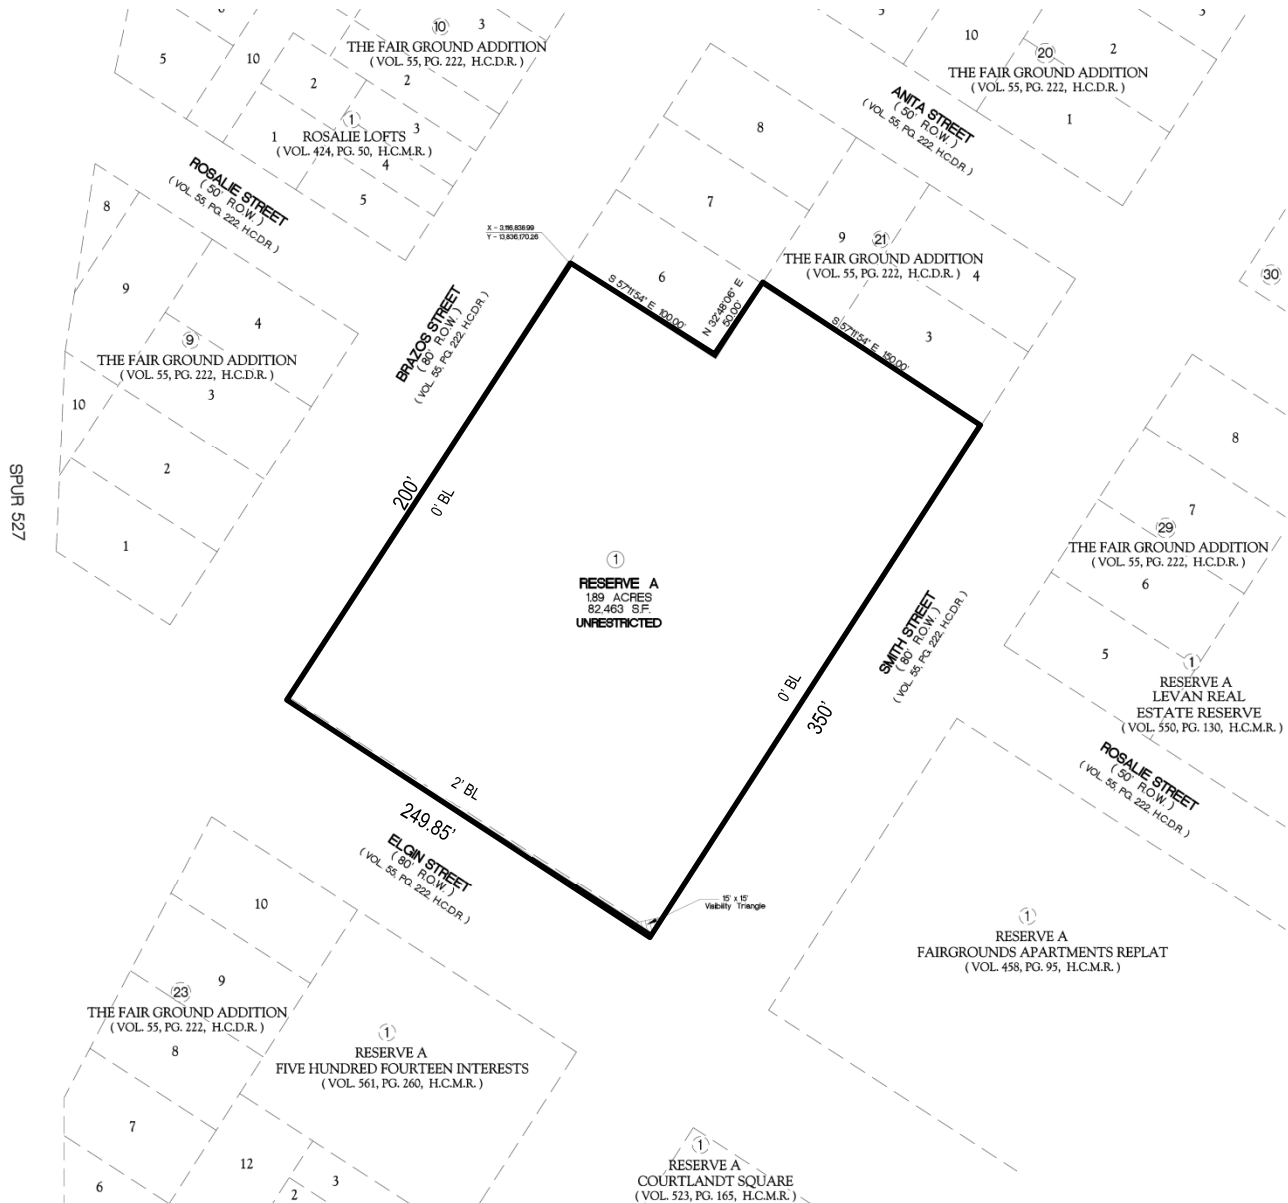 5
10
10
3
THE FAIR GROUND ADDITION
( VOL. 55, PG. 222, H.C.D.R. )
2
2
1
1
ROSALIE LOFTS
3
( VOL. 424, PG. 50, H.C.M.R. )
4
5
ROSALIE STREET
( 50' R.O.W. )
( VOL. 55, PG. 222, H.C.D.R. )
10
20
2
THE FAIR GROUND ADDITION
( VOL. 55, PG. 222, H.C.D.R. )
1
ANITA STREET
( 50' R.O.W. )
( VOL. 55, PG. 222, H.C.D.R. )
8
7
6
9
21
THE FAIR GROUND ADDITION
( VOL. 55, PG. 222, H.C.D.R. )
4
3
30
X - 3,116,838.99
Y - 13,836,170.26
S 57°11'54" E 100.00'
N 32°48'06" E
50.00'
S 57°11'54" E 150.00'
8
9
4
9
THE FAIR GROUND ADDITION
( VOL. 55, PG. 222, H.C.D.R. )
3
10
2
1
SPUR 527
BRAZOS STREET
( 80' R.O.W. )
( VOL. 55, PG. 222, H.C.D.R. )
200'
0' BL
1
RESERVE A
1.89 ACRES
82,463 S.F.
UNRESTRICTED
0' BL
350'
SMITH STREET
( 80' R.O.W. )
( VOL. 55, PG. 222, H.C.D.R. )
8
7
29
THE FAIR GROUND ADDITION
( VOL. 55, PG. 222, H.C.D.R. )
6
5
1
RESERVE A
LEVAN REAL
ESTATE RESERVE
( VOL. 550, PG. 130, H.C.M.R. )
ROSALIE STREET
( 50' R.O.W. )
( VOL. 55, PG. 222, H.C.D.R. )
2' BL
249.85'
ELGIN STREET
( 80' R.O.W. )
( VOL. 55, PG. 222, H.C.D.R. )
15' x 15'
Visibility Triangle
1
RESERVE A
FAIRGROUNDS APARTMENTS REPLAT
( VOL. 458, PG. 95, H.C.M.R. )
10
9
23
THE FAIR GROUND ADDITION
( VOL. 55, PG. 222, H.C.D.R. )
8
7
6
1
RESERVE A
FIVE HUNDRED FOURTEEN INTERESTS
( VOL. 561, PG. 260, H.C.M.R. )
12
3
2
1
RESERVE A
COURTLANDT SQUARE
( VOL. 523, PG. 165, H.C.M.R. )